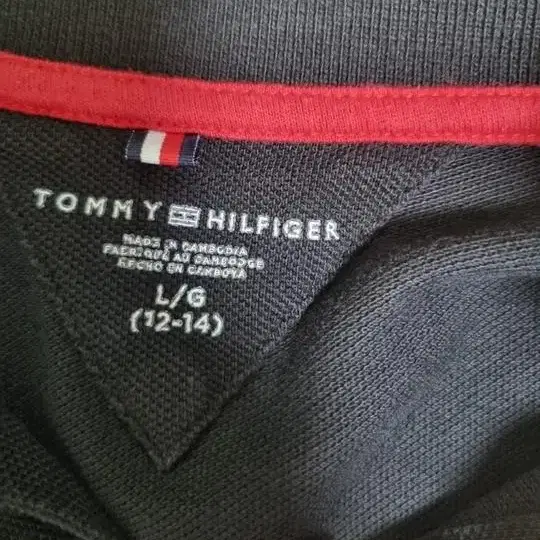 TOMMY HILFIGER
MADE IN CAMBODIA
FABRIQUÉ AU CAMBODGE
HECHO EN CAMBOYA
L/G
(12-14)